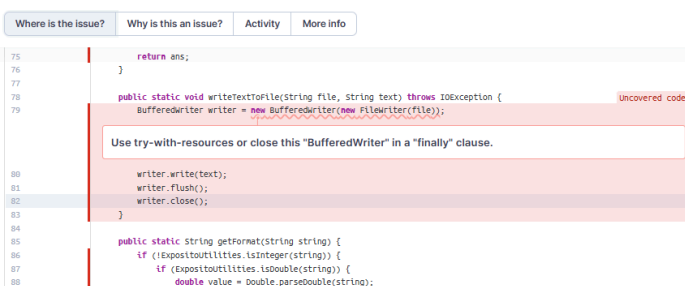 Where is the issue? Why is this an issue? Activity More info
75 return ans;
76 }
77
78 public static void writeTextToFile(String file, String text) throws IOException { Uncovered code
79 BufferedWriter writer = new BufferedWriter(new FileWriter(file));
Use try-with-resources or close this "BufferedWriter" in a "finally" clause.
80 writer.write(text);
81 writer.flush();
82 writer.close();
83 }
84
85 public static String getFormat(String string) {
86 if (!ExpositoUtilities.isInteger(string)) {
87 if (ExpositoUtilities.isDouble(string)) {
88 double value = Double.parseDouble(string);